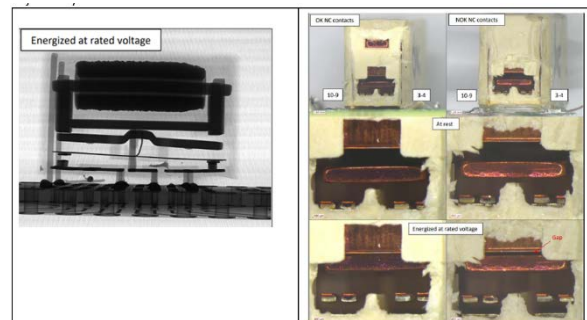 Energized at rated voltage
OK NC contacts
NOK NC contacts
10-9
3-4
10-9
3-4
At rest
Energized at rated voltage
Gap